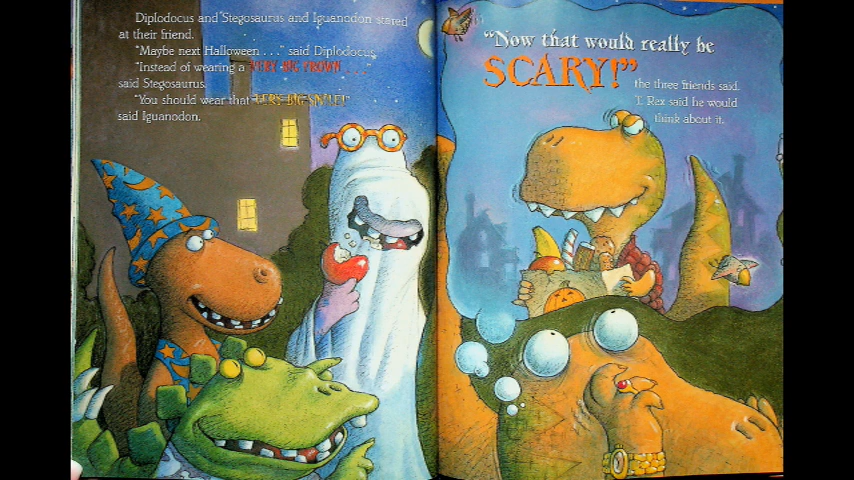 Diplodocus and Stegosaurus and Iguanodon stared
at their friend.
"Maybe next Halloween . . ." said Diplodocus.
"Instead of wearing a VERY BIG FROWN . . ."
said Stegosaurus.
"You should wear that VERY BIG SMILE!"
said Iguanodon.
"Now that would really be
SCARY!" the three friends said.
T. Rex said he would
think about it.